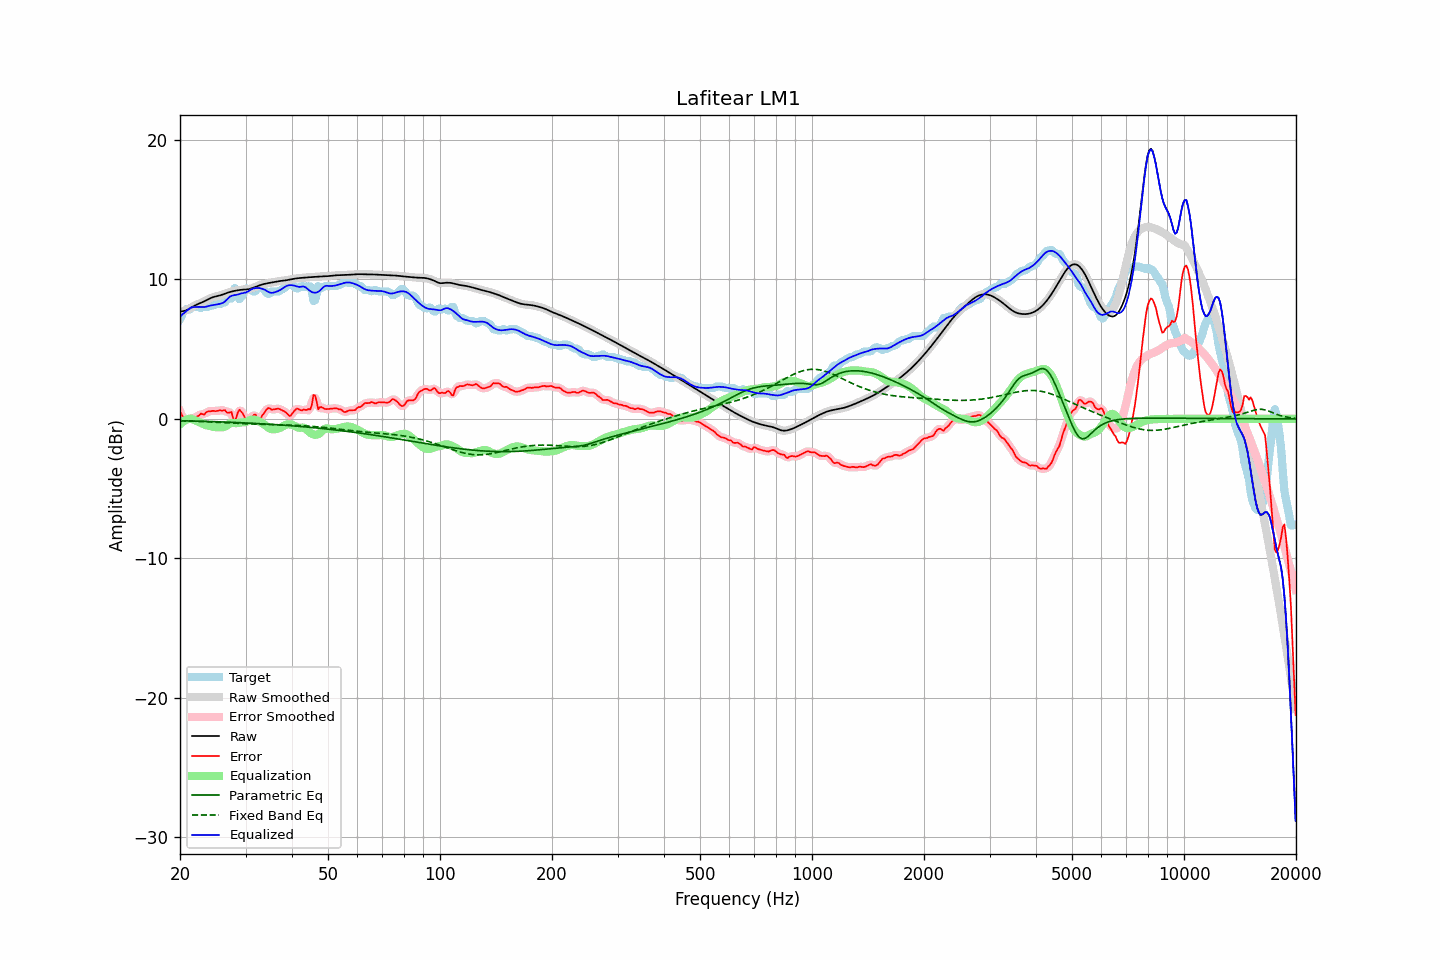 Lafitear LM1
20
10
0
−10
−20
−30
Amplitude (dBr)
Target
Raw Smoothed
Error Smoothed
Raw
Error
Equalization
Parametric Eq
Fixed Band Eq
Equalized
20 50 100 200 500 1000 2000 5000 10000 20000
Frequency (Hz)